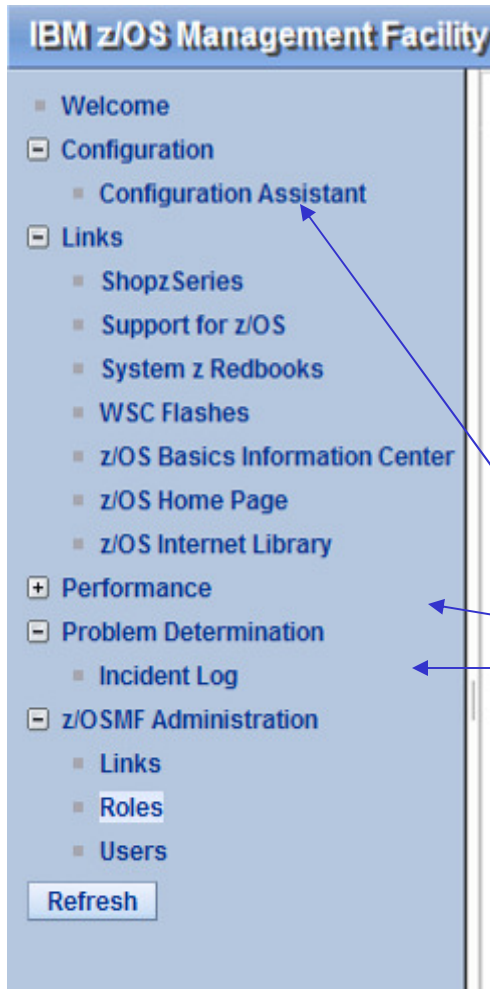 IBM z/OS Management Facility
Welcome
Configuration
Configuration Assistant
Links
ShopzSeries
Support for z/OS
System z Redbooks
WSC Flashes
z/OS Basics Information Center
z/OS Home Page
z/OS Internet Library
Performance
Problem Determination
Incident Log
z/OSMF Administration
Links
Roles
Users
Refresh